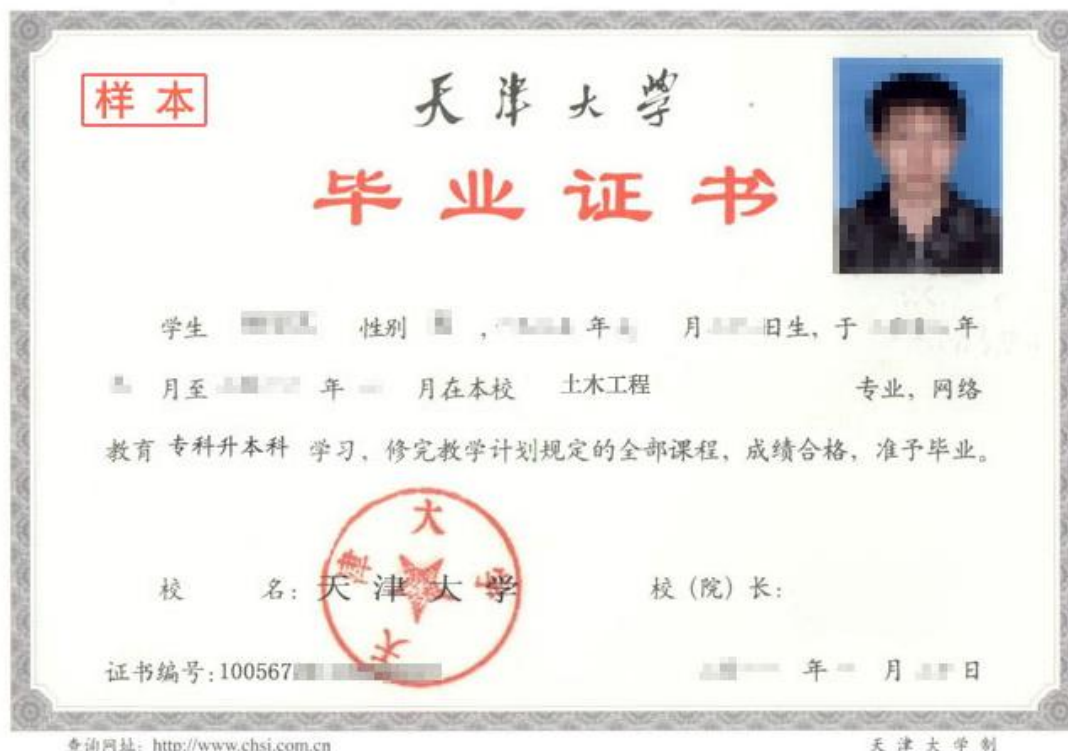 样本
天津大学
毕业证书
学生 性别 , 年 月 日生, 于 年
月至 年 月在本校 土木工程 专业, 网络
教育 专科升本科 学习、修完教学计划规定的全部课程, 成绩合格, 准予毕业。
天津大学
校 名: 天津大学 校 (院) 长:
证书编号: 100567 年 月 日
查询网址: http://www.chsi.com.cn 天津大学制